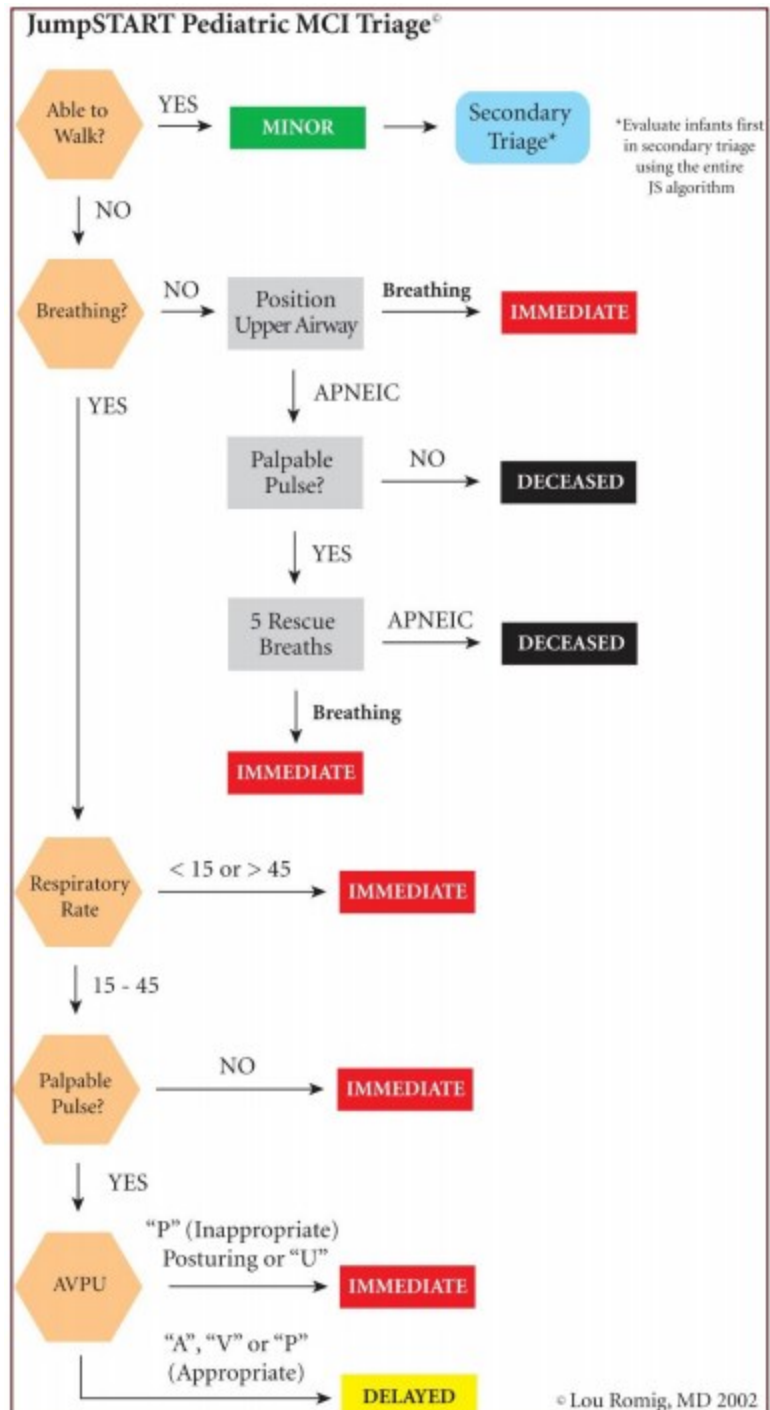 JumpSTART Pediatric MCI Triage©
Able to
Walk?
YES
MINOR
Secondary
Triage*
*Evaluate infants first
in secondary triage
using the entire
JS algorithm
NO
Breathing?
NO
Position
Upper Airway
Breathing
IMMEDIATE
YES
APNEIC
Palpable
Pulse?
NO
DECEASED
YES
5 Rescue
Breaths
APNEIC
DECEASED
Breathing
IMMEDIATE
Respiratory
Rate
< 15 or > 45
IMMEDIATE
15 - 45
Palpable
Pulse?
NO
IMMEDIATE
YES
AVPU
“P” (Inappropriate)
Posturing or “U”
IMMEDIATE
“A”, “V” or “P”
(Appropriate)
DELAYED
© Lou Romig, MD 2002